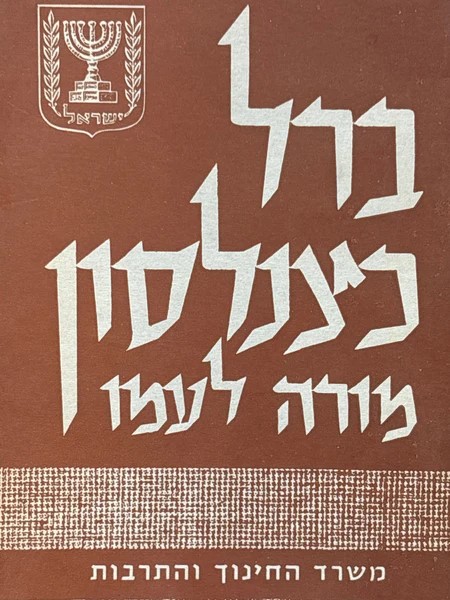 ישראל
ברל
כצנלסון
מורה לעמו
משרד החינוך והתרבות